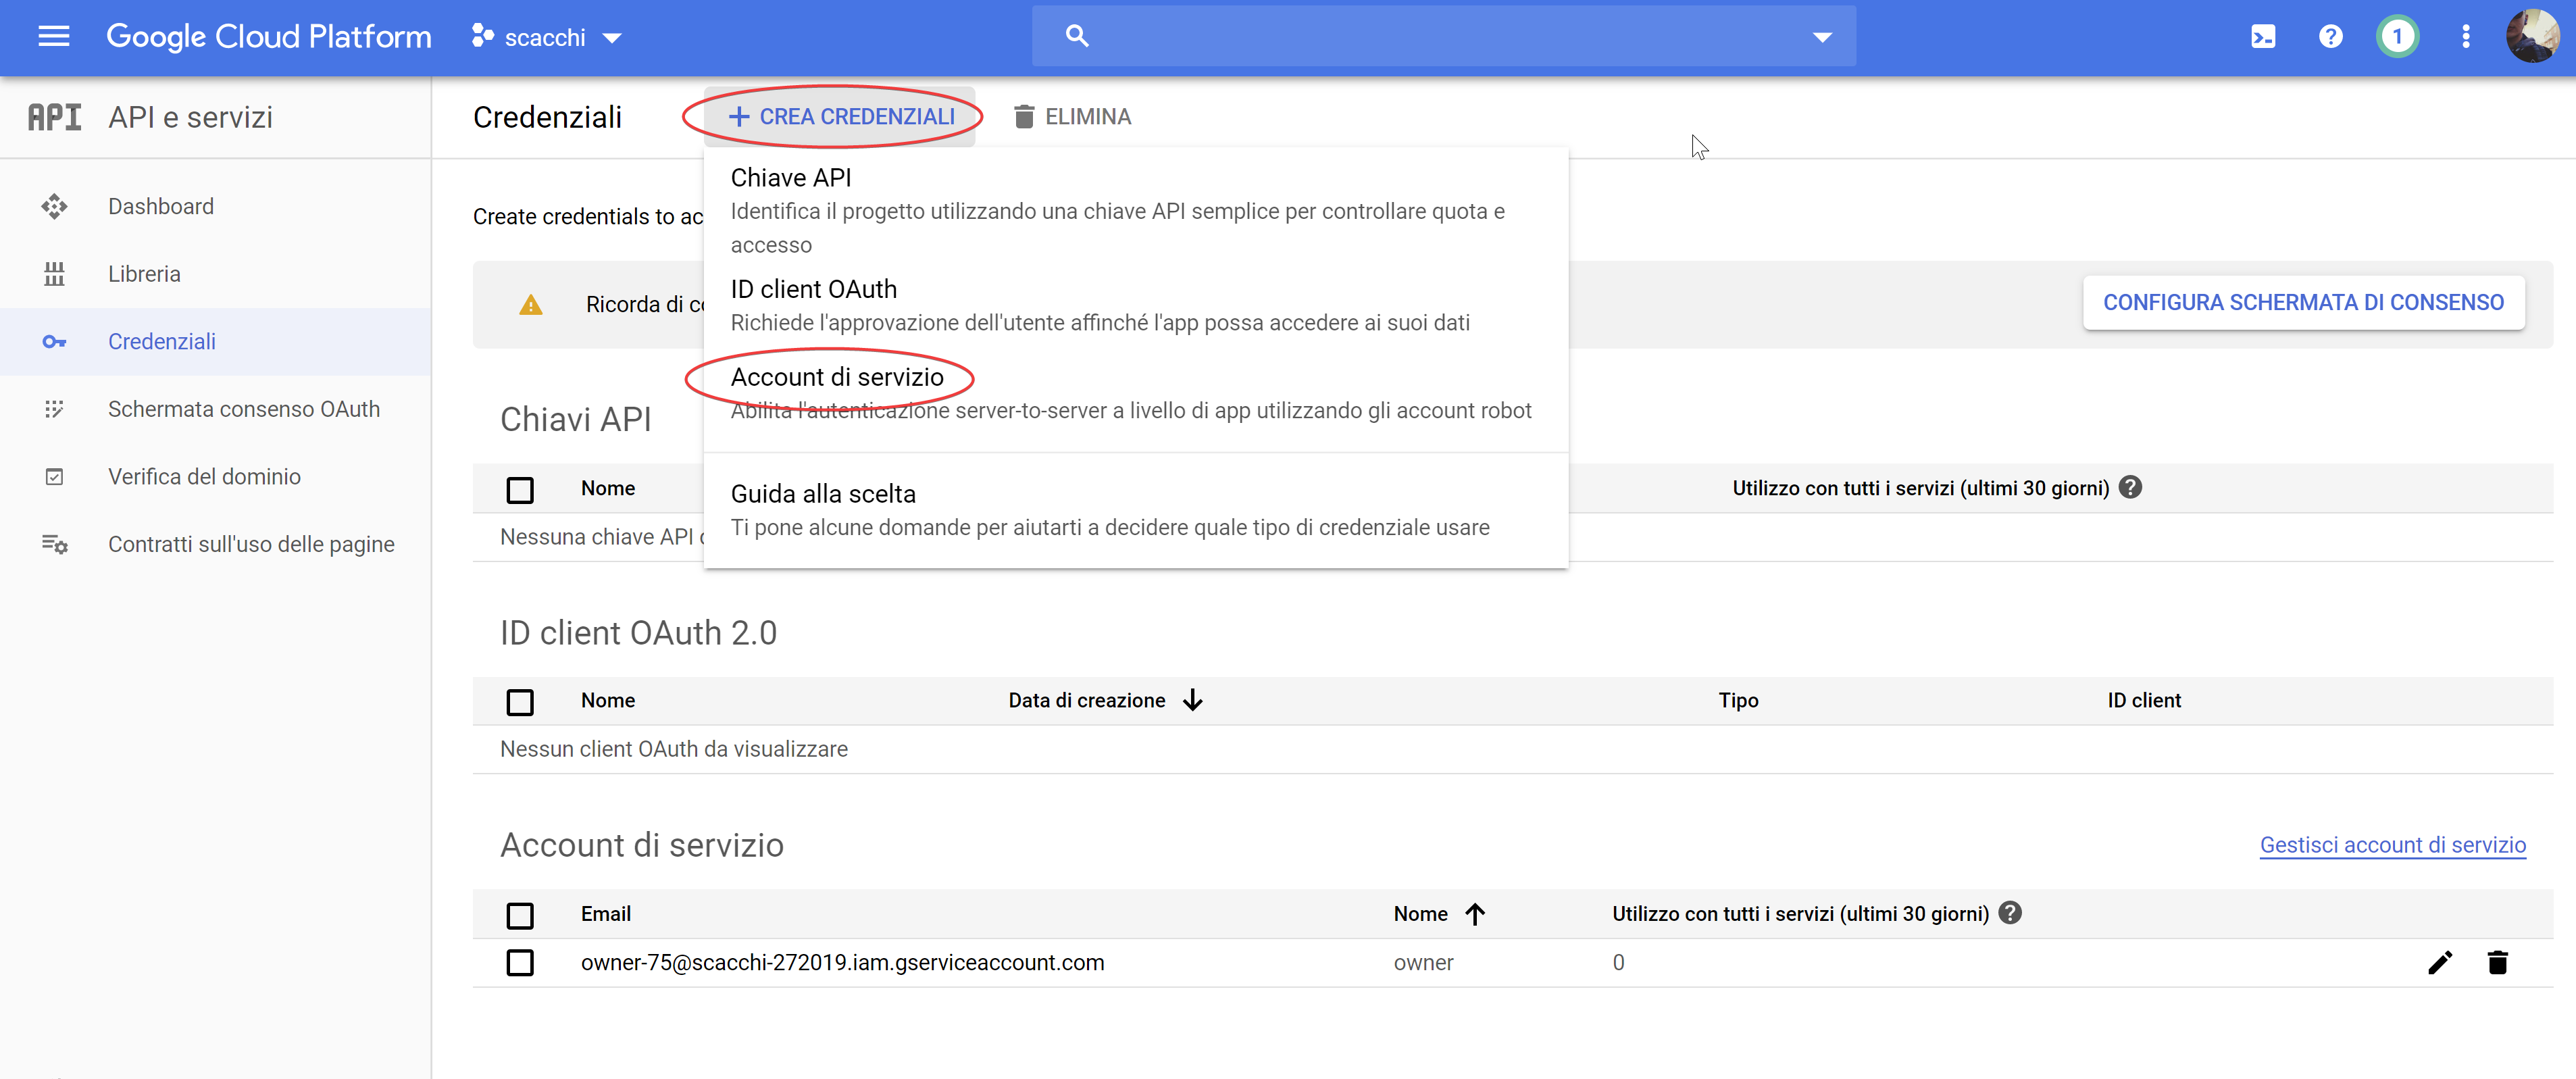 Google Cloud Platform
scacchi
1
API
API e servizi
Credenziali
CREA CREDENZIALI
ELIMINA
Dashboard
Libreria
Credenziali
Schermata consenso OAuth
Verifica del dominio
Contratti sull'uso delle pagine
Create credentials to ac
Chiave API
Identifica il progetto utilizzando una chiave API semplice per controllare quota e
accesso
ID client OAuth
Richiede l'approvazione dell'utente affinché l'app possa accedere ai suoi dati
Account di servizio
Abilita l'autenticazione server-to-server a livello di app utilizzando gli account robot
Guida alla scelta
Ti pone alcune domande per aiutarti a decidere quale tipo di credenziale usare
Ricorda di co
CONFIGURA SCHERMATA DI CONSENSO
Chiavi API
Nome
Utilizzo con tutti i servizi (ultimi 30 giorni)
Nessuna chiave API
ID client OAuth 2.0
Nome Data di creazione Tipo ID client
Nessun client OAuth da visualizzare
Account di servizio
Gestisci account di servizio
Email Nome Utilizzo con tutti i servizi (ultimi 30 giorni)
owner-75@scacchi-272019.iam.gserviceaccount.com owner 0